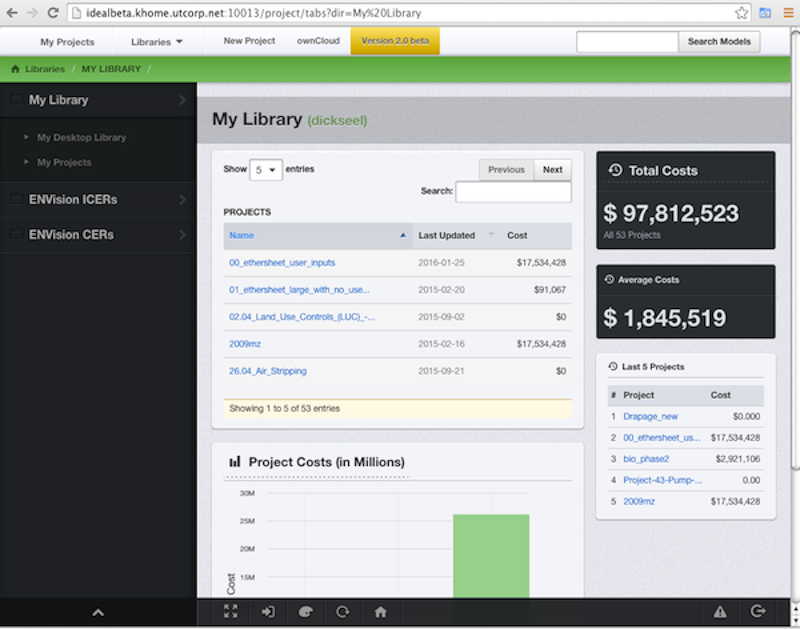 idealbeta.khome.utcorp.net:10013/project/tabs?dir=My%20Library
My Projects Libraries New Project ownCloud Version 2.0 beta Search Models
Libraries / MY LIBRARY /
My Library
My Desktop Library
My Projects
ENVision ICERs
ENVision CERs
My Library (dickseel)
Show 5 entries
Previous Next
Search:
PROJECTS
Name Last Updated Cost
00_ethersheet_user_inputs 2016-01-25 $17,534,428
01_ethersheet_large_with_no_use... 2015-02-20 $91,067
02.04_Land_Use_Controls_(LUC)_-... 2015-09-02 $0
2009mz 2015-02-16 $17,534,428
26.04_Air_Stripping 2015-09-21 $0
Showing 1 to 5 of 53 entries
Project Costs (in Millions)
30M
25M
20M
15M
Cost
Total Costs
$ 97,812,523
All 53 Projects
Average Costs
$ 1,845,519
Last 5 Projects
# Project Cost
1 Drapage_new $0.000
2 00_ethersheet_us... $17,534,428
3 bio_phase2 $2,921,106
4 Project-43-Pump-... 0.00
5 2009mz $17,534,428